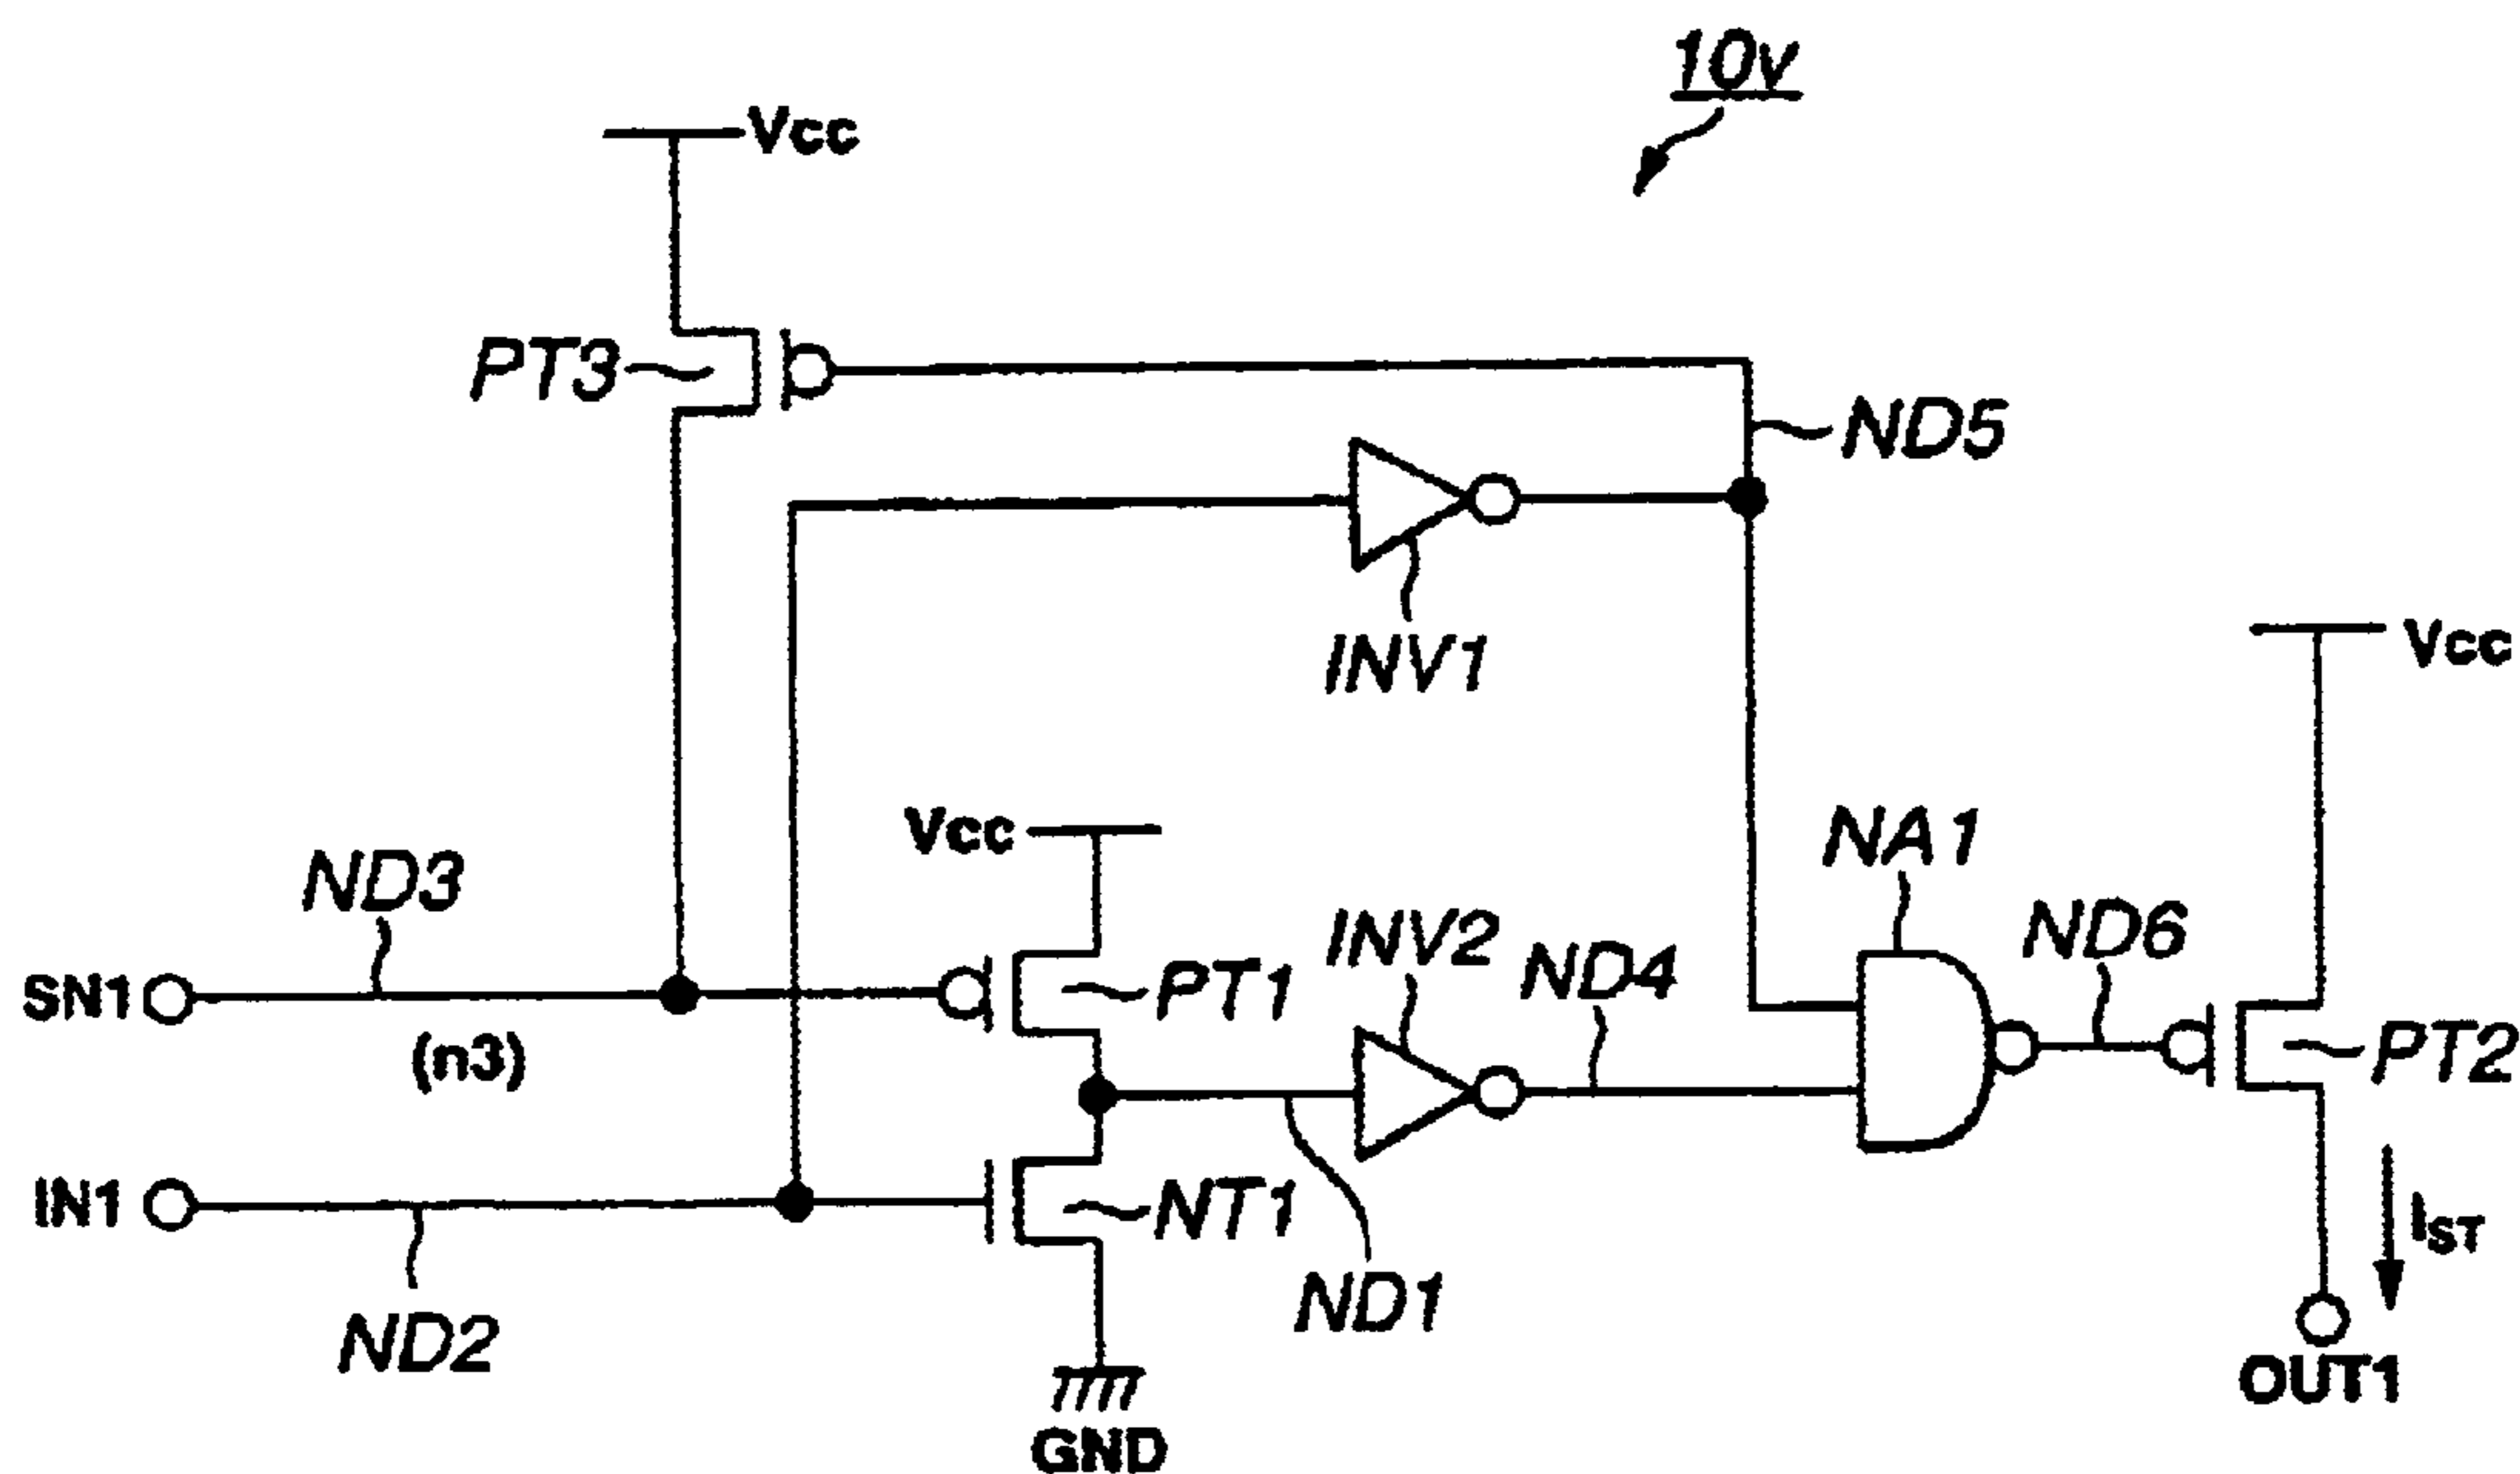 10v
Vcc
PT3
ND5
INV1
Vcc
Vcc
NA1
ND3
INV2
ND4
ND6
SN1
PT1
PT2
(n3)
IN1
NT1
IST
ND2
ND1
OUT1
GND